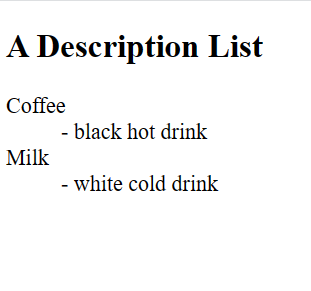 A Description List
Coffee
- black hot drink
Milk
- white cold drink